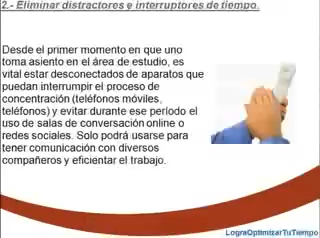 2.- Eliminar distractores e interruptores de tiempo.
Desde el primer momento en que uno
toma asiento en el área de estudio, es
vital estar desconectados de aparatos que
puedan interrumpir el proceso de
concentración (teléfonos móviles,
teléfonos) y evitar durante ese período el
uso de salas de conversación online o
redes sociales. Solo podrá usarse para
tener comunicación con diversos
compañeros y eficientar el trabajo.
LograOptimizarTuTiempo